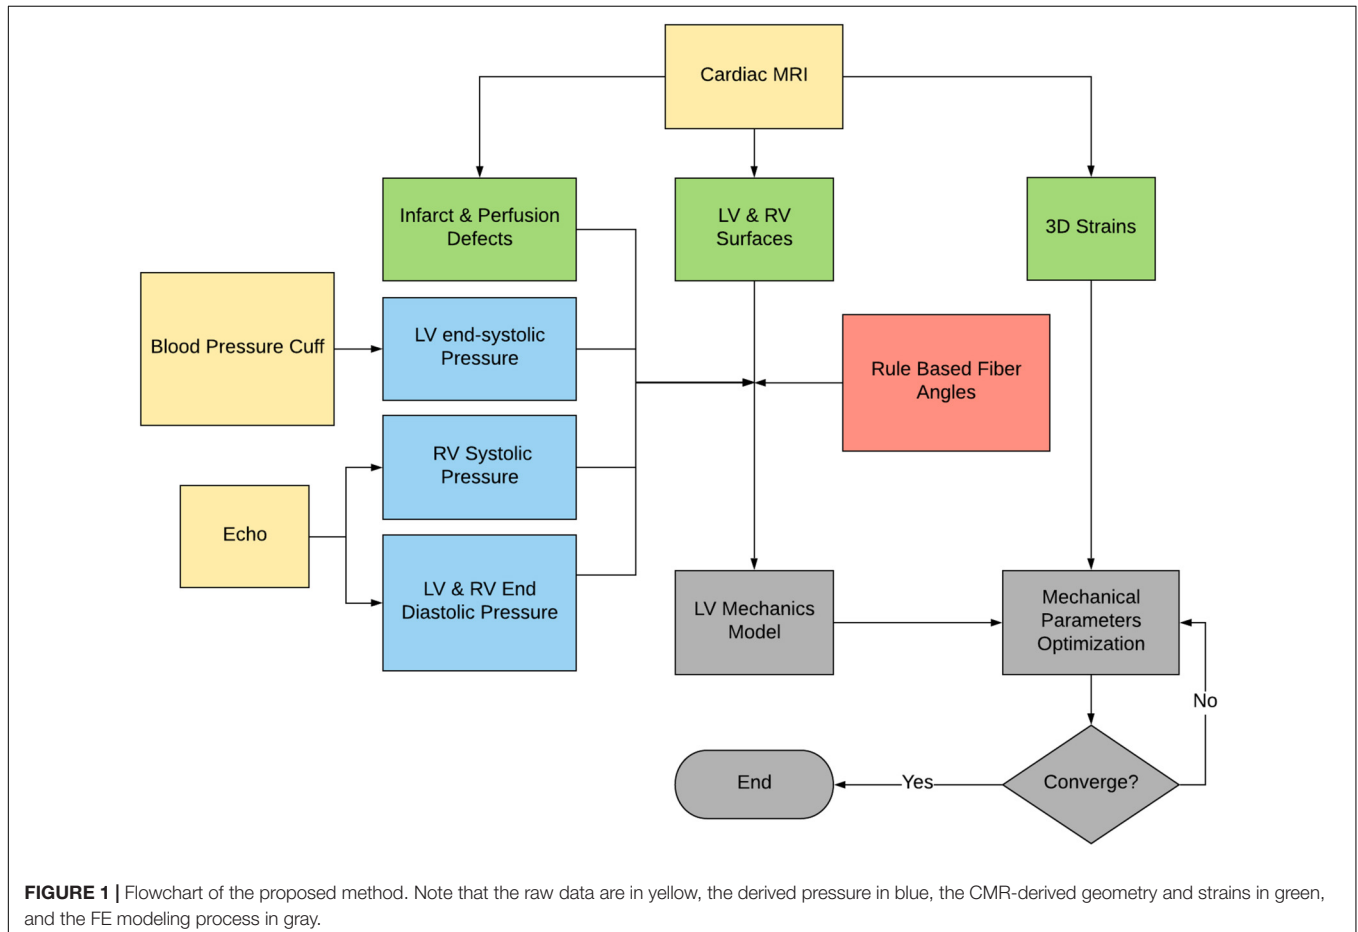 Cardiac MRI
Infarct & Perfusion
Defects
LV & RV
Surfaces
3D Strains
Blood Pressure Cuff
LV end-systolic
Pressure
Rule Based Fiber
Angles
RV Systolic
Pressure
Echo
LV & RV End
Diastolic Pressure
LV Mechanics
Model
Mechanical
Parameters
Optimization
No
End
Yes
Converge?
FIGURE 1 | Flowchart of the proposed method. Note that the raw data are in yellow, the derived pressure in blue, the CMR-derived geometry and strains in green,
and the FE modeling process in gray.